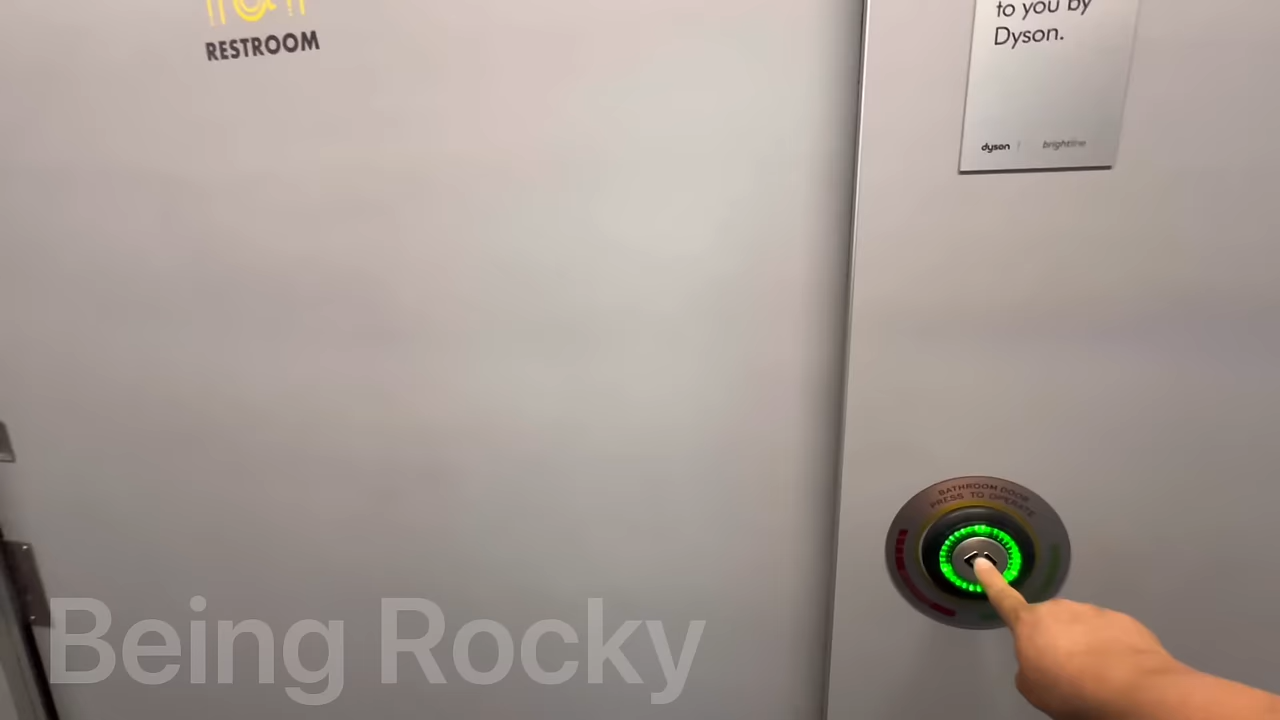 RESTROOM
to you by
Dyson.
dyson | brightline
BATHROOM DOOR
PRESS TO OPERATE
Being Rocky